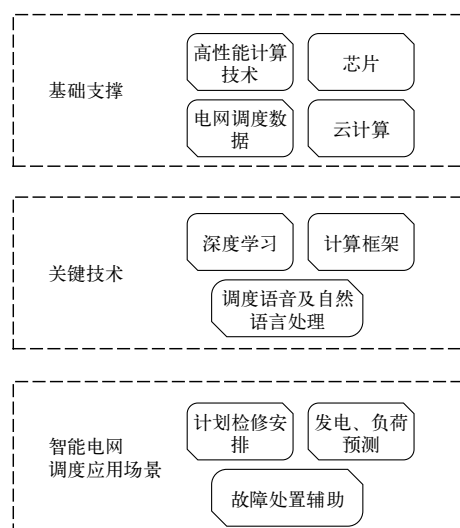 基础支撑
高性能计算
技术
芯片
电网调度数
据
云计算
关键技术
深度学习
计算框架
调度语音及自然
语言处理
智能电网
调度应用场景
计划检修安
排
发电、负荷
预测
故障处置辅助